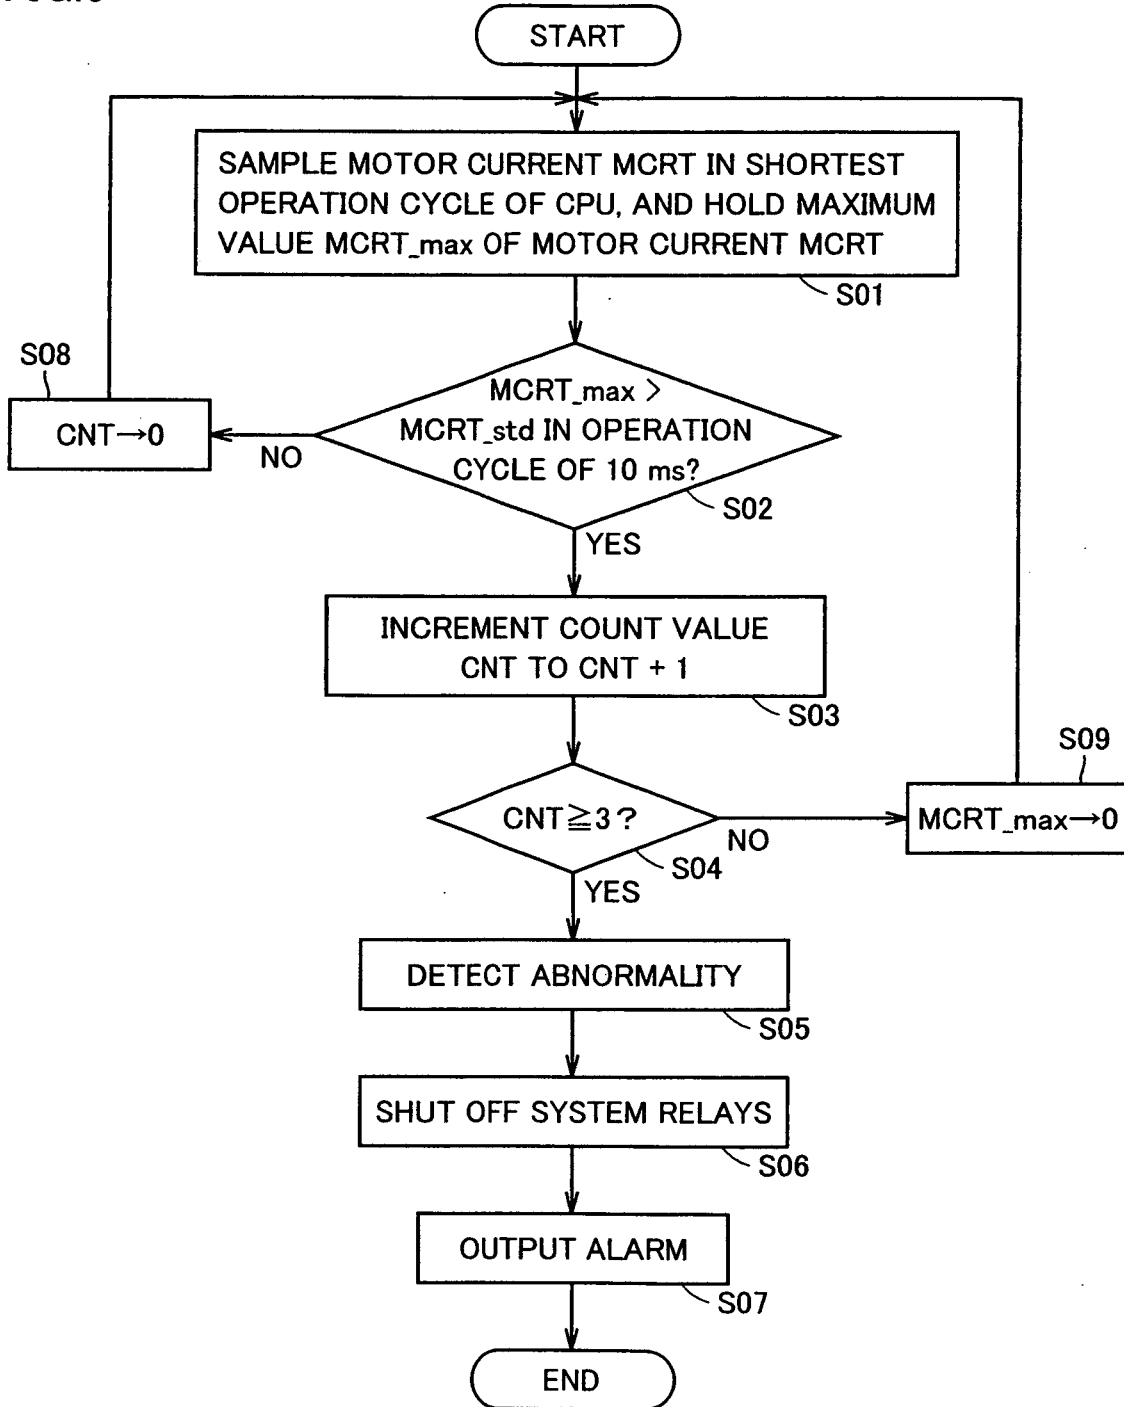 START
SAMPLE MOTOR CURRENT MCRT IN SHORTEST
OPERATION CYCLE OF CPU, AND HOLD MAXIMUM
VALUE MCRT_max OF MOTOR CURRENT MCRT
S01
S08
CNT→0
NO
MCRT_max >
MCRT_std IN OPERATION
CYCLE OF 10 ms?
S02
YES
INCREMENT COUNT VALUE
CNT TO CNT + 1
S03
CNT≧3?
NO
S04
S09
MCRT_max→0
YES
DETECT ABNORMALITY
S05
SHUT OFF SYSTEM RELAYS
S06
OUTPUT ALARM
S07
END